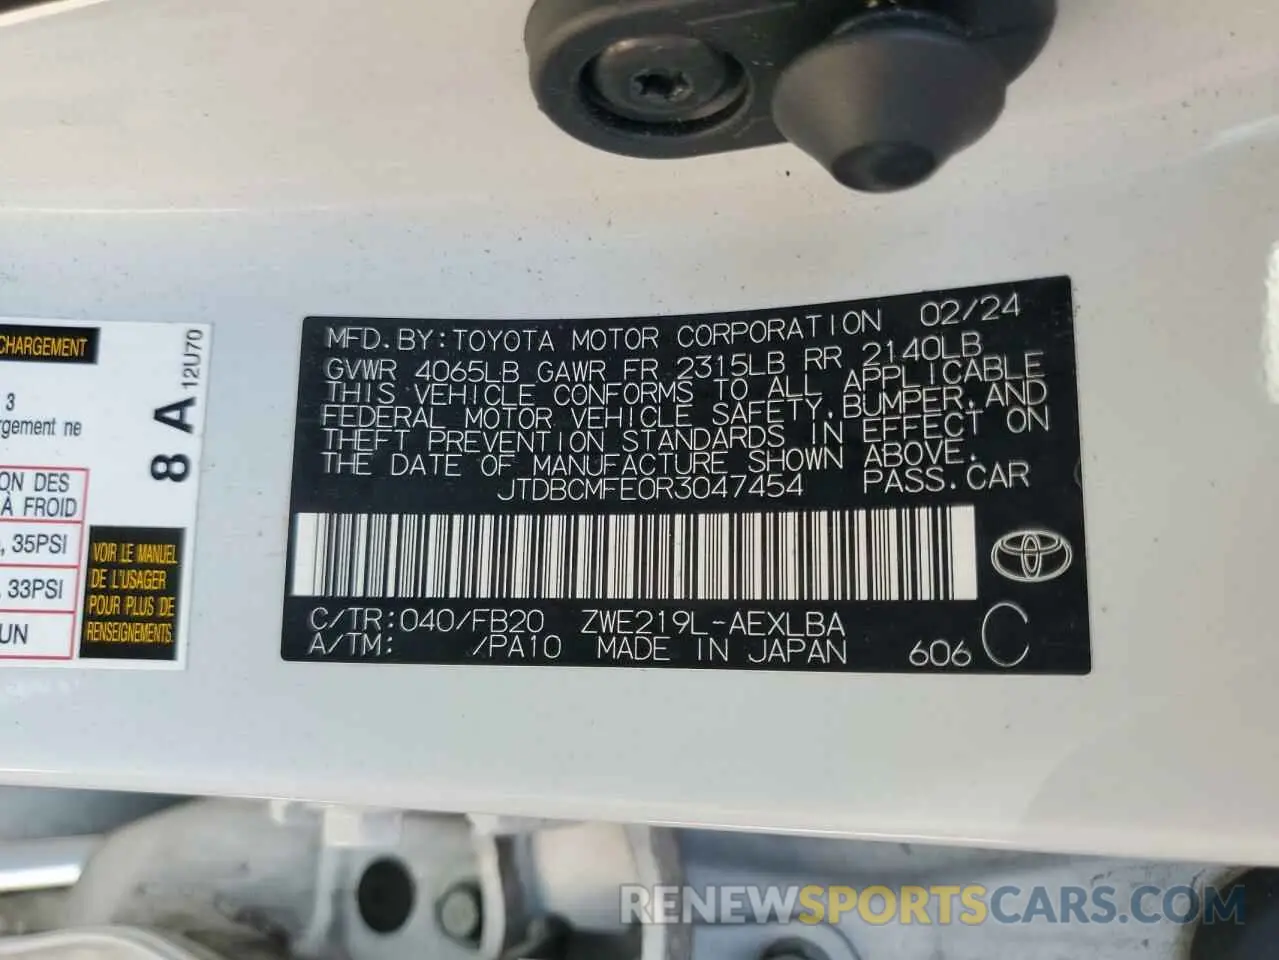 MFD. BY: TOYOTA MOTOR CORPORATION 02/24
GVWR 4065LB GAWR FR 2315LB RR 2140LB
THIS VEHICLE CONFORMS TO ALL APPLICABLE
FEDERAL MOTOR VEHICLE SAFETY, BUMPER, AND
THEFT PREVENTION STANDARDS IN EFFECT ON
THE DATE OF MANUFACTURE SHOWN ABOVE.
JTDBCMFE0R3047454 PASS. CAR
C/TR: 040/FB20 ZWE219L-AEXLBA
A/TM: /PA10 MADE IN JAPAN 606 C
CHARGEMENT
3
rgement ne
8 A 12U70
ON DES
À FROID
, 35PSI
, 33PSI
UN
VOIR LE MANUEL
DE L'USAGER
POUR PLUS DE
RENSEIGNEMENTS.
RENEWSPORTSCARS.COM